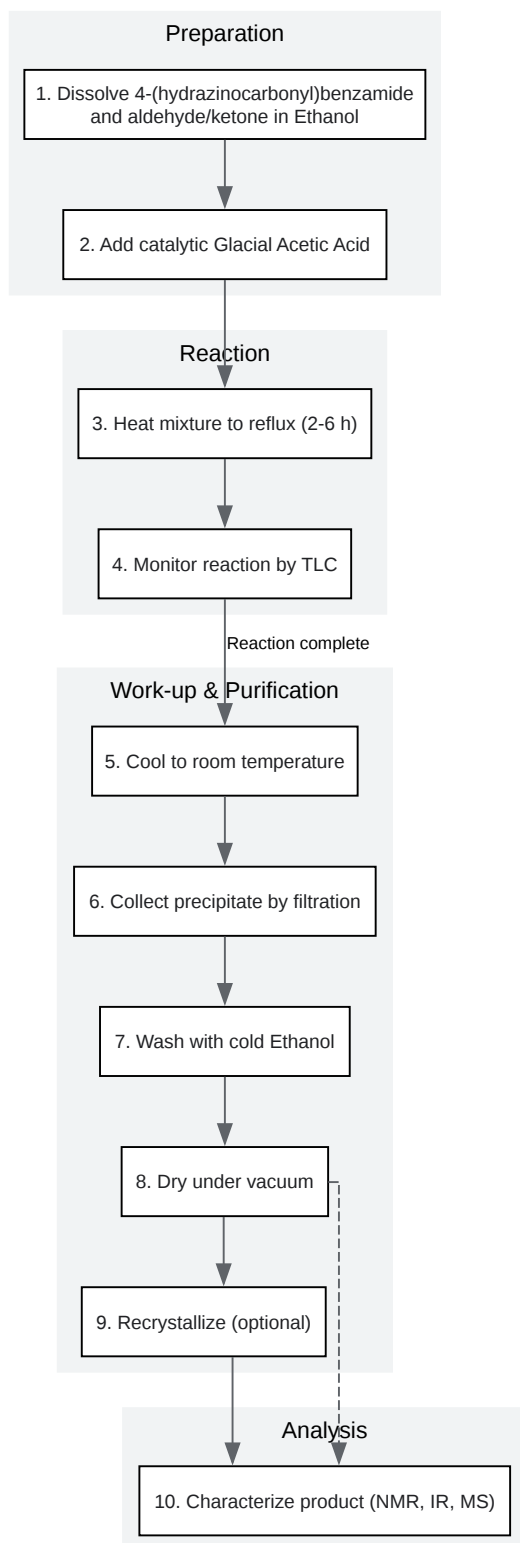 Preparation
1. Dissolve 4-(hydrazinocarbonyl)benzamide
and aldehyde/ketone in Ethanol
2. Add catalytic Glacial Acetic Acid
Reaction
3. Heat mixture to reflux (2-6 h)
4. Monitor reaction by TLC
Reaction complete
Work-up & Purification
5. Cool to room temperature
6. Collect precipitate by filtration
7. Wash with cold Ethanol
8. Dry under vacuum
9. Recrystallize (optional)
Analysis
10. Characterize product (NMR, IR, MS)